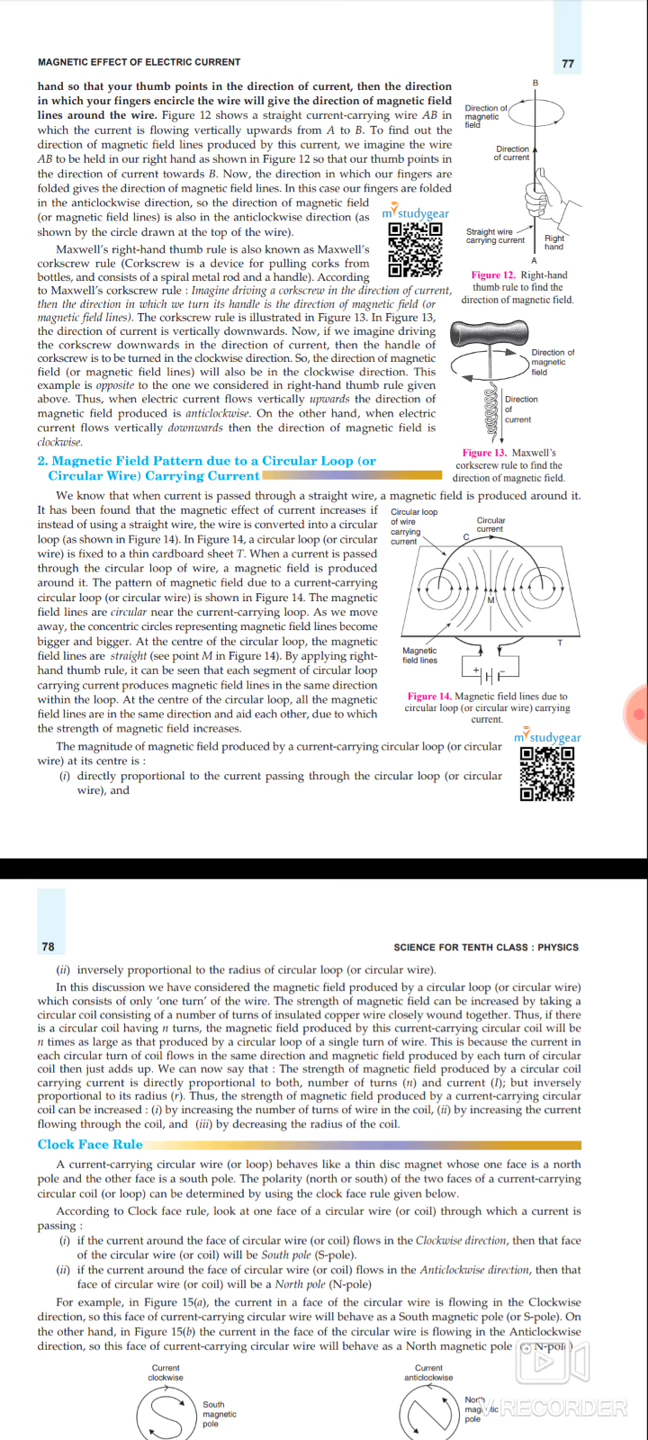 MAGNETIC EFFECT OF ELECTRIC CURRENT
77
hand so that your thumb points in the direction of current, then the direction
in which your fingers encircle the wire will give the direction of magnetic field
lines around the wire. Figure 12 shows a straight current-carrying wire AB in
which the current is flowing vertically upwards from A to B. To find out the
direction of magnetic field lines produced by this current, we imagine the wire
AB to be held in our right hand as shown in Figure 12 so that our thumb points in
the direction of current towards B. Now, the direction in which our fingers are
folded gives the direction of magnetic field lines. In this case our fingers are folded
in the anticlockwise direction, so the direction of magnetic field
(or magnetic field lines) is also in the anticlockwise direction (as
shown by the circle drawn at the top of the wire).
mystudygear
B
Direction of
magnetic
field
Direction
of current
Straight wire
carrying current
Right
hand
A
Figure 12. Right-hand
thumb rule to find the
direction of magnetic field.
Maxwell's right-hand thumb rule is also known as Maxwell's
corkscrew rule (Corkscrew is a device for pulling corks from
bottles, and consists of a spiral metal rod and a handle). According
to Maxwell's corkscrew rule : Imagine driving a corkscrew in the direction of current,
then the direction in which we turn its handle is the direction of magnetic field (or
magnetic field lines). The corkscrew rule is illustrated in Figure 13. In Figure 13,
the direction of current is vertically downwards. Now, if we imagine driving
the corkscrew downwards in the direction of current, then the handle of
corkscrew is to be turned in the clockwise direction. So, the direction of magnetic
field (or magnetic field lines) will also be in the clockwise direction. This
example is opposite to the one we considered in right-hand thumb rule given
above. Thus, when electric current flows vertically upwards the direction of
magnetic field produced is anticlockwise. On the other hand, when electric
current flows vertically downwards then the direction of magnetic field is
clockwise.
Direction of
magnetic
field
Direction
of
current
Figure 13. Maxwell's
corkscrew rule to find the
direction of magnetic field.
2. Magnetic Field Pattern due to a Circular Loop (or
Circular Wire) Carrying Current
We know that when current is passed through a straight wire, a magnetic field is produced around it.
It has been found that the magnetic effect of current increases if
instead of using a straight wire, the wire is converted into a circular
loop (as shown in Figure 14). In Figure 14, a circular loop (or circular
wire) is fixed to a thin cardboard sheet T. When a current is passed
through the circular loop of wire, a magnetic field is produced
around it. The pattern of magnetic field due to a current-carrying
circular loop (or circular wire) is shown in Figure 14. The magnetic
field lines are circular near the current-carrying loop. As we move
away, the concentric circles representing magnetic field lines become
bigger and bigger. At the centre of the circular loop, the magnetic
field lines are straight (see point M in Figure 14). By applying right-
hand thumb rule, it can be seen that each segment of circular loop
carrying current produces magnetic field lines in the same direction
within the loop. At the centre of the circular loop, all the magnetic
field lines are in the same direction and aid each other, due to which
the strength of magnetic field increases.
Circular loop
of wire
carrying
current
Circular
current
C
M
T
Magnetic
field lines
+
−
Figure 14. Magnetic field lines due to
circular loop (or circular wire) carrying
current.
mystudygear
The magnitude of magnetic field produced by a current-carrying circular loop (or circular
wire) at its centre is :
(i) directly proportional to the current passing through the circular loop (or circular
wire), and
78
SCIENCE FOR TENTH CLASS : PHYSICS
(ii) inversely proportional to the radius of circular loop (or circular wire).
In this discussion we have considered the magnetic field produced by a circular loop (or circular wire)
which consists of only 'one turn' of the wire. The strength of magnetic field can be increased by taking a
circular coil consisting of a number of turns of insulated copper wire closely wound together. Thus, if there
is a circular coil having n turns, the magnetic field produced by this current-carrying circular coil will be
n times as large as that produced by a circular loop of a single turn of wire. This is because the current in
each circular turn of coil flows in the same direction and magnetic field produced by each turn of circular
coil then just adds up. We can now say that : The strength of magnetic field produced by a circular coil
carrying current is directly proportional to both, number of turns (n) and current (I); but inversely
proportional to its radius (r). Thus, the strength of magnetic field produced by a current-carrying circular
coil can be increased : (i) by increasing the number of turns of wire in the coil, (ii) by increasing the current
flowing through the coil, and (iii) by decreasing the radius of the coil.
Clock Face Rule
A current-carrying circular wire (or loop) behaves like a thin disc magnet whose one face is a north
pole and the other face is a south pole. The polarity (north or south) of the two faces of a current-carrying
circular coil (or loop) can be determined by using the clock face rule given below.
According to Clock face rule, look at one face of a circular wire (or coil) through which a current is
passing :
(i) if the current around the face of circular wire (or coil) flows in the Clockwise direction, then that face
of the circular wire (or coil) will be South pole (S-pole).
(ii) if the current around the face of circular wire (or coil) flows in the Anticlockwise direction, then that
face of circular wire (or coil) will be a North pole (N-pole)
For example, in Figure 15(a), the current in a face of the circular wire is flowing in the Clockwise
direction, so this face of current-carrying circular wire will behave as a South magnetic pole (or S-pole). On
the other hand, in Figure 15(b) the current in the face of the circular wire is flowing in the Anticlockwise
direction, so this face of current-carrying circular wire will behave as a North magnetic pole (or N-pole)
Current
clockwise
S
South
magnetic
pole
Current
anticlockwise
N
North
magnetic
pole
V RECORDER